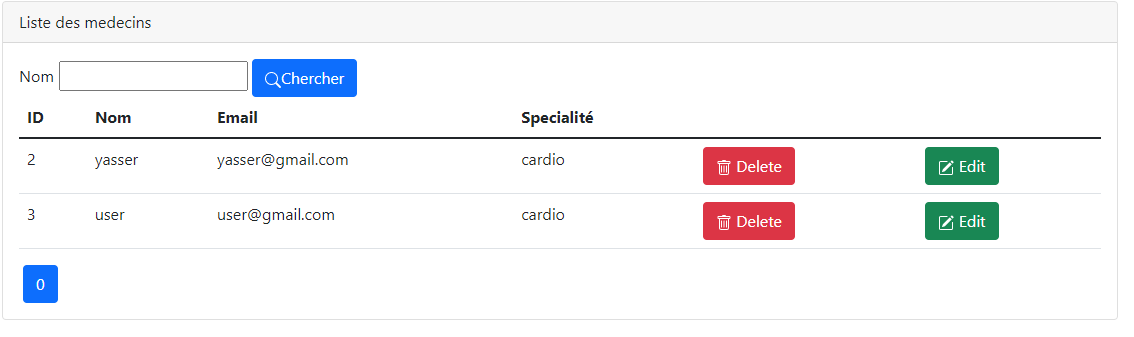 Liste des medecins
Nom Chercher
ID Nom Email Specialité
2 yasser yasser@gmail.com cardio Delete Edit
3 user user@gmail.com cardio Delete Edit
0